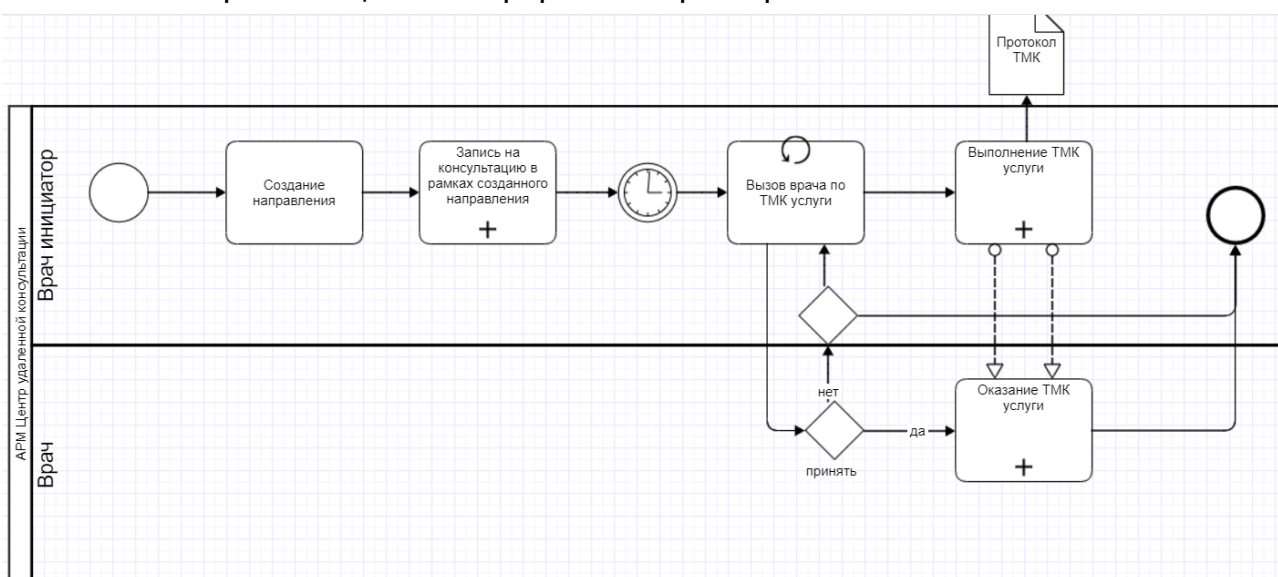 Протокол
ТМК
АРМ Центр удаленной консультации
Врач инициатор
Создание
направления
Запись на
консультацию в
рамках созданного
направления
Вызов врача по
ТМК услуги
Выполнение ТМК
услуги
Врач
нет
да
принять
Оказание ТМК
услуги